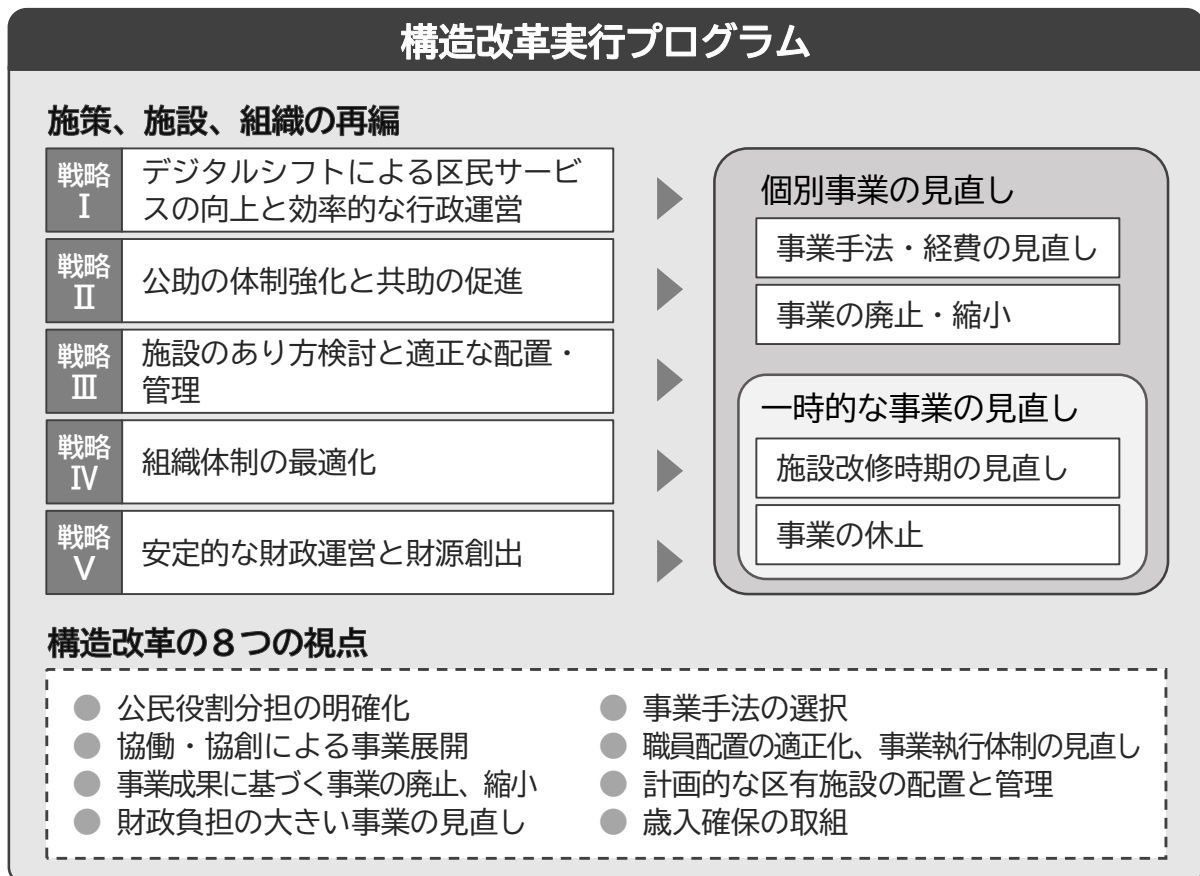 構造改革実行プログラム
施策、施設、組織の再編
戦略
Ⅰ
デジタルシフトによる区民サービ
スの向上と効率的な行政運営
戦略
Ⅱ
公助の体制強化と共助の促進
戦略
Ⅲ
施設のあり方検討と適正な配置・
管理
戦略
Ⅳ
組織体制の最適化
戦略
Ⅴ
安定的な財政運営と財源創出
個別事業の見直し
事業手法・経費の見直し
事業の廃止・縮小
一時的な事業の見直し
施設改修時期の見直し
事業の休止
構造改革の8つの視点
● 公民役割分担の明確化
● 協働・協創による事業展開
● 事業成果に基づく事業の廃止、縮小
● 財政負担の大きい事業の見直し
● 事業手法の選択
● 職員配置の適正化、事業執行体制の見直し
● 計画的な区有施設の配置と管理
● 歳入確保の取組